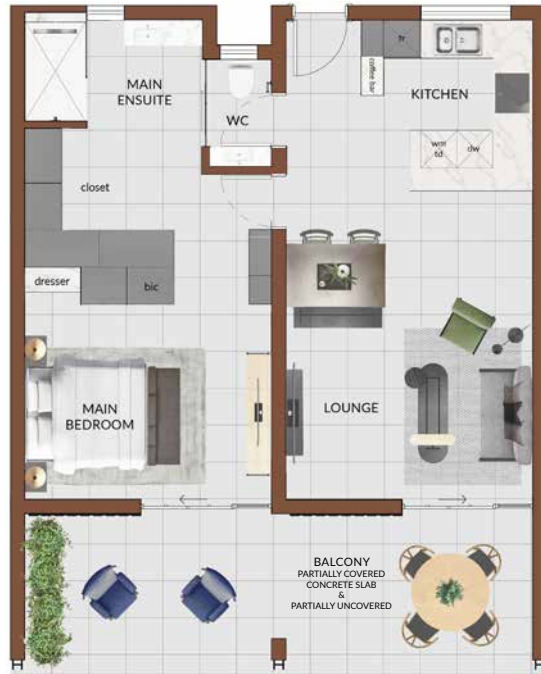 fr
coffee bar
MAIN
ENSUITE
KITCHEN
WC
wm
td
dw
closet
dresser
bic
MAIN
BEDROOM
LOUNGE
BALCONY
PARTIALLY COVERED
CONCRETE SLAB
&
PARTIALLY UNCOVERED